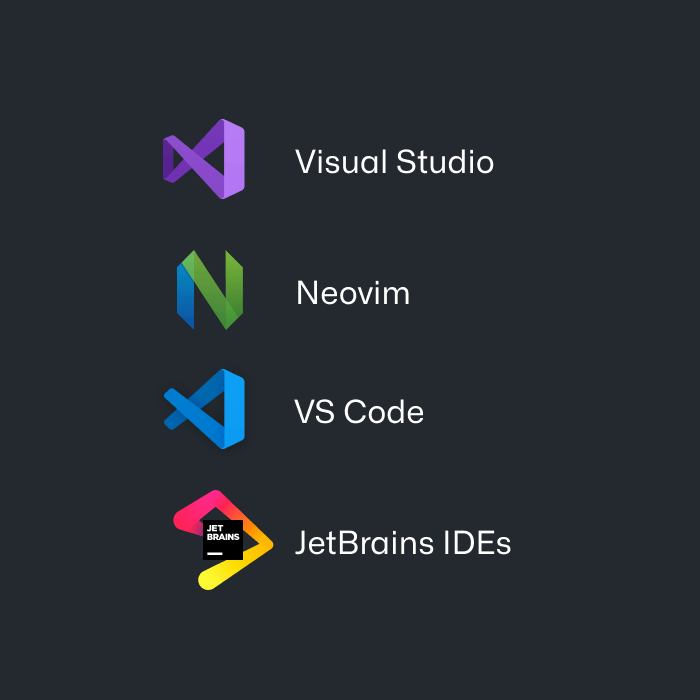 Visual Studio
Neovim
VS Code
JET
BRAINS
JetBrains IDEs